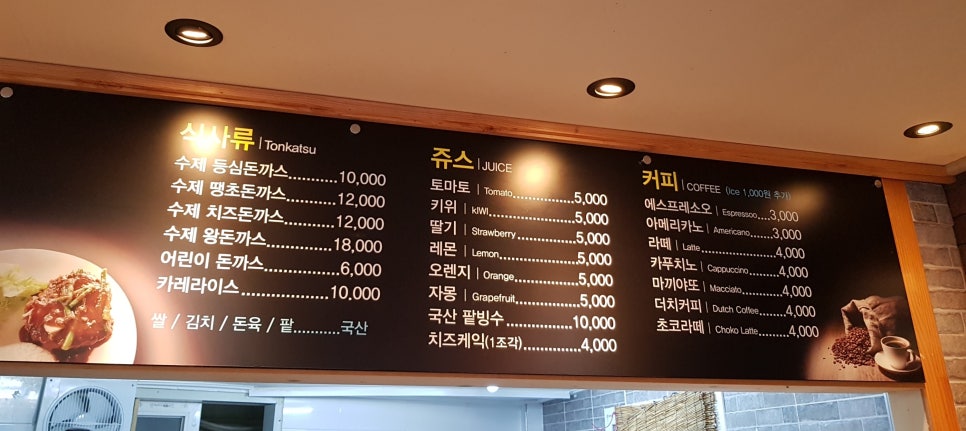 식사류 | Tonkatsu
수제 등심돈까스...........10,000
수제 땡초돈까스...........12,000
수제 치즈돈까스...........12,000
수제 왕돈까스...............18,000
어린이 돈까스................6,000
카레라이스......................10,000
쌀 / 김치 / 돈육 / 팥...........국산
쥬스 | JUICE
토마토 | Tomato....................5,000
키위 | kIWI...........................5,000
딸기 | Strawberry....................5,000
레몬 | Lemon.........................5,000
오렌지 | Orange.....................5,000
자몽 | Grapefruit....................5,000
국산 팥빙수................10,000
치즈케익(1조각)..............4,000
커피 | COFFEE (ice 1,000원 추가)
에스프레소오 | Espressoo....3,000
아메리카노 | Americano.......3,000
라떼 | Latte.......................4,000
카푸치노 | Cappuccino.........4,000
마끼야또 | Macciato............4,000
더치커피 | Dutch Coffee.......4,000
쵸코라떼 | Choko Latte........4,000